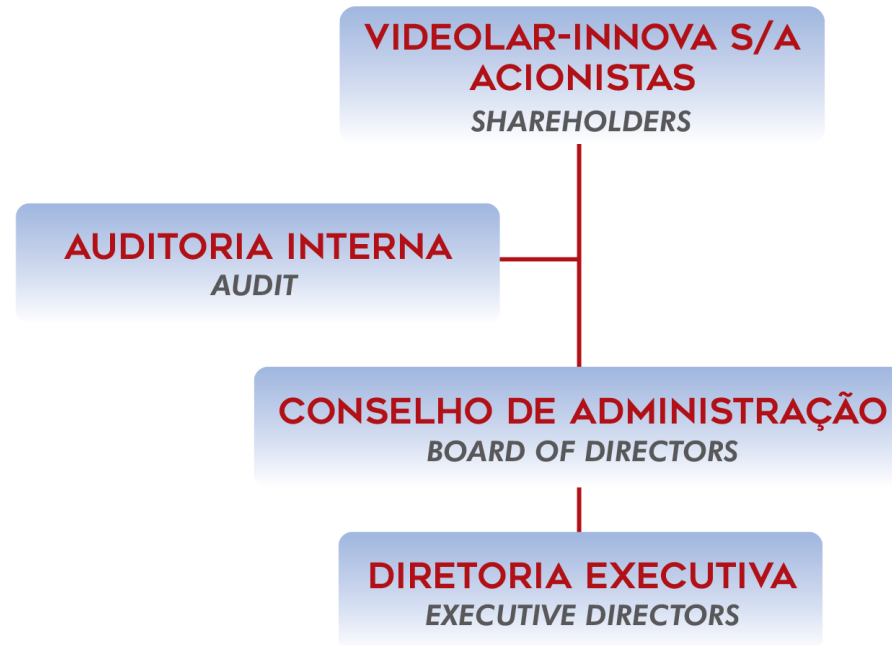 VIDEOLAR-INNOVA S/A
ACIONISTAS
SHAREHOLDERS
AUDITORIA INTERNA
AUDIT
CONSELHO DE ADMINISTRAÇÃO
BOARD OF DIRECTORS
DIRETORIA EXECUTIVA
EXECUTIVE DIRECTORS